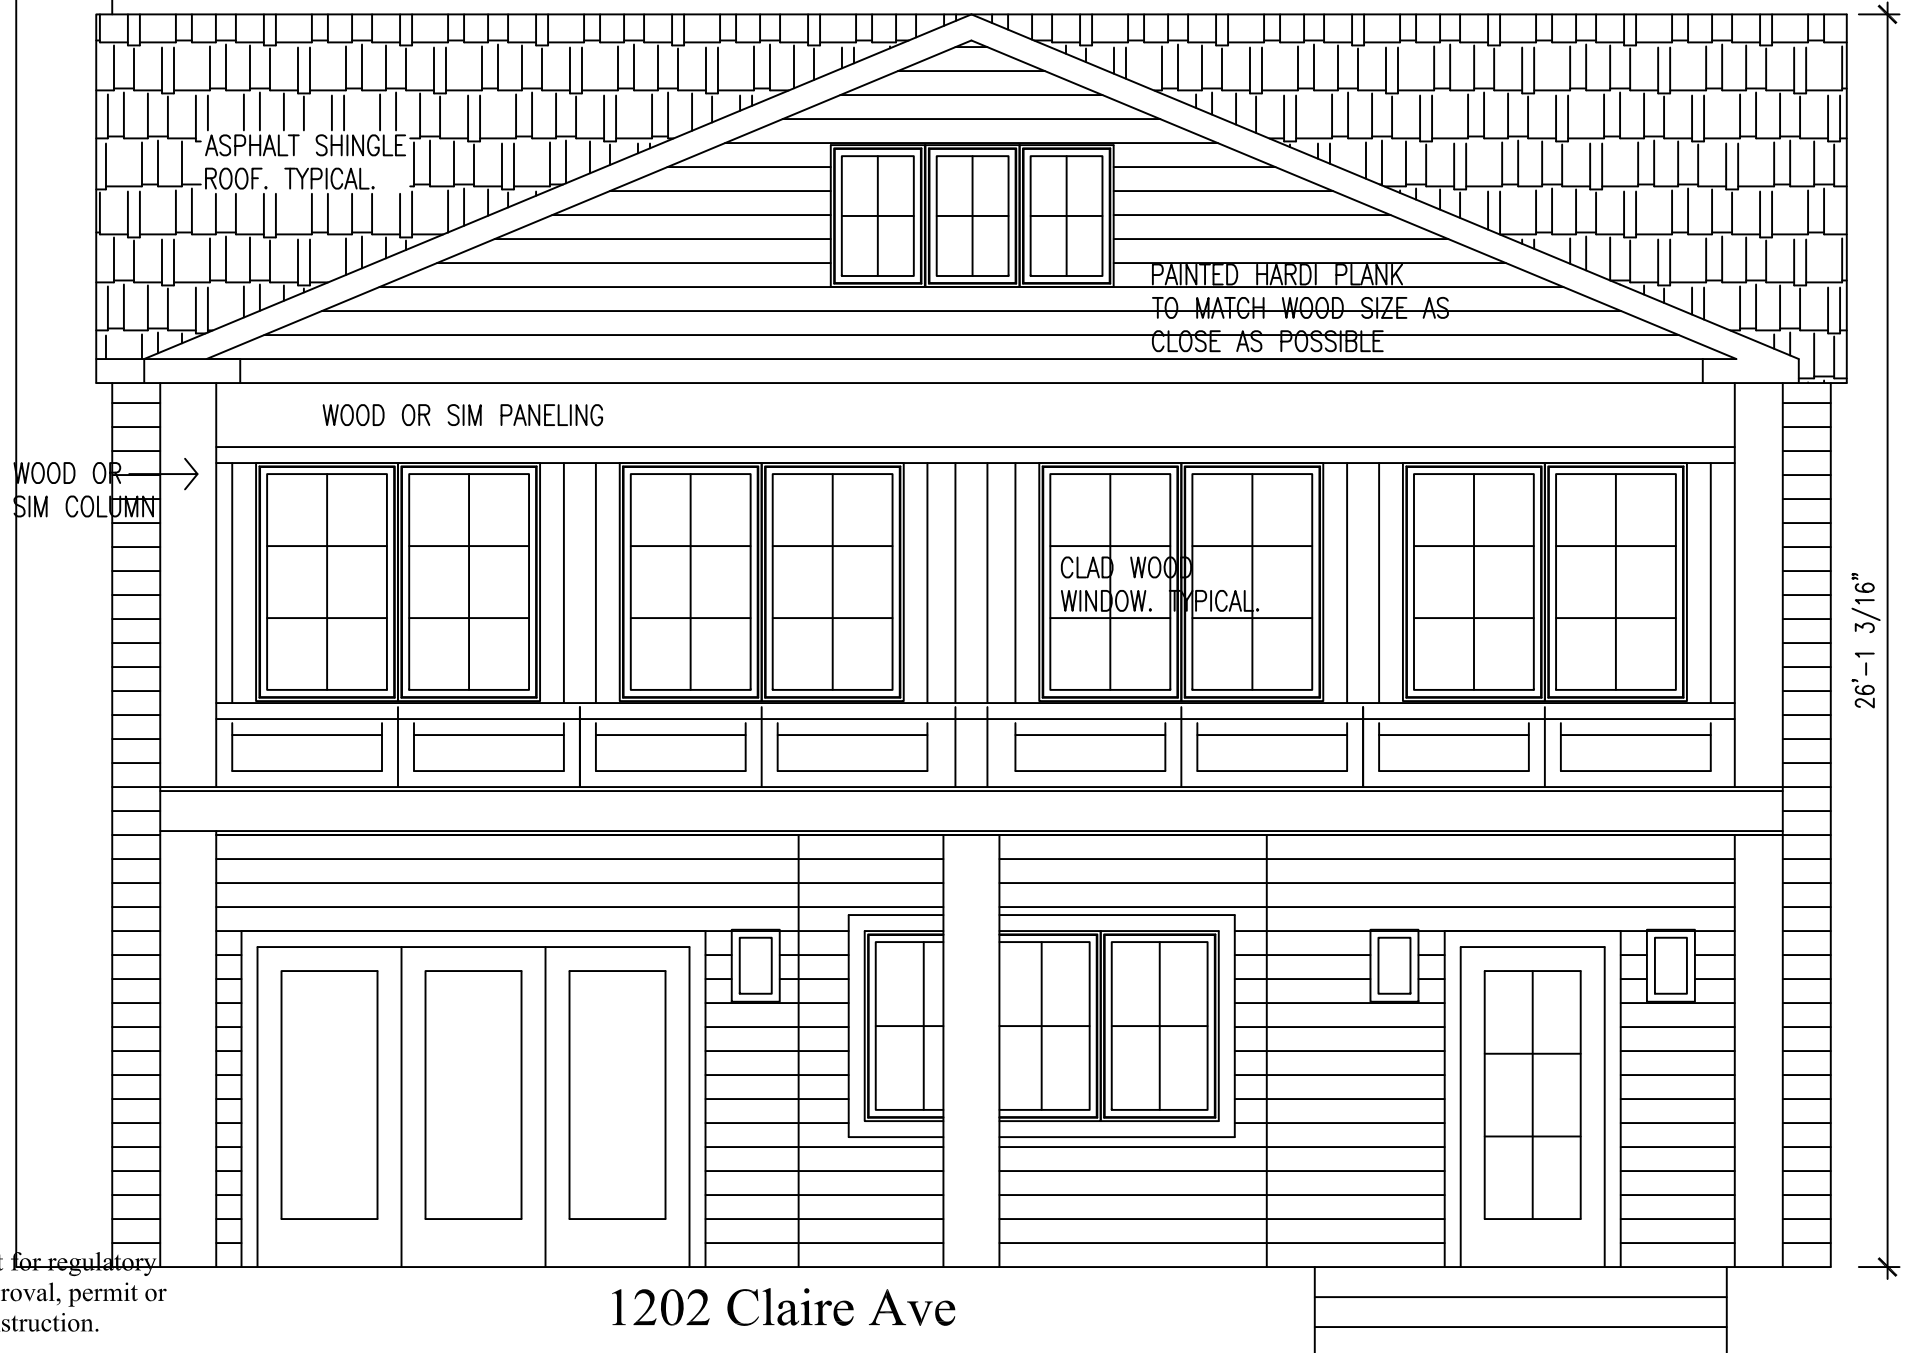 ASPHALT SHINGLE
ROOF. TYPICAL.
PAINTED HARDI PLANK
TO MATCH WOOD SIZE AS
CLOSE AS POSSIBLE
WOOD OR SIM PANELING
WOOD OR
SIM COLUMN
CLAD WOOD
WINDOW. TYPICAL.
26'-1 3/16"
for regulatory
permit or
1202 Claire Ave